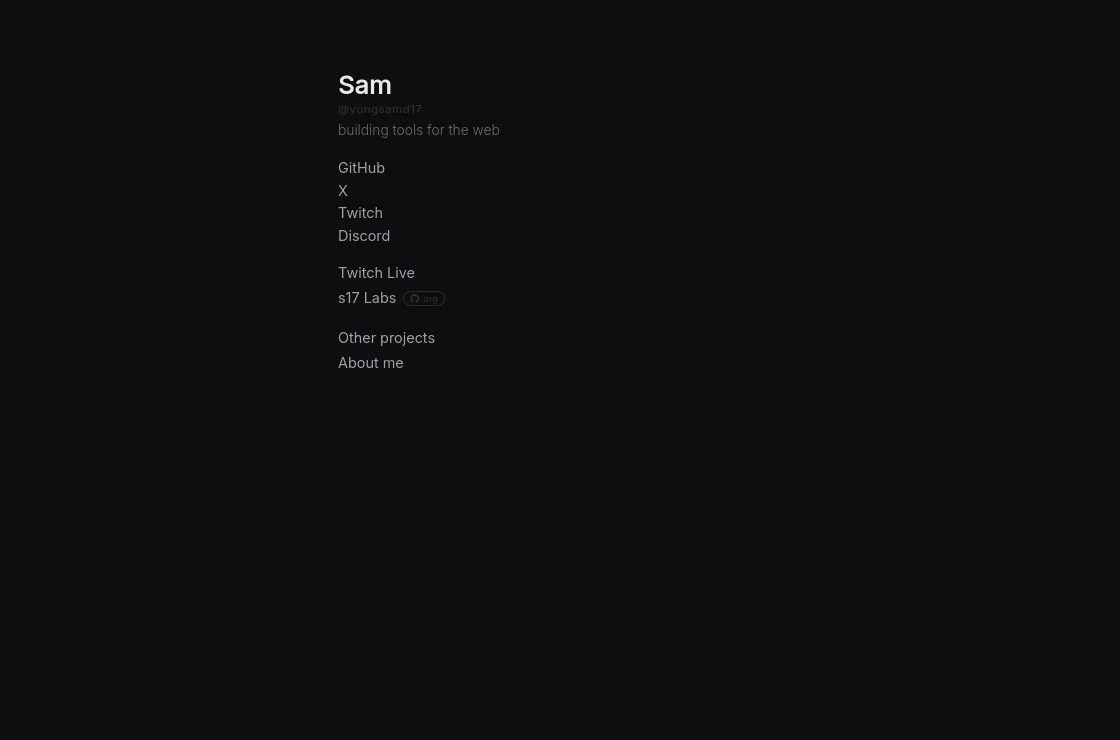 Sam
@yungsamd17
building tools for the web
GitHub
X
Twitch
Discord
Twitch Live
s17 Labs org
Other projects
About me